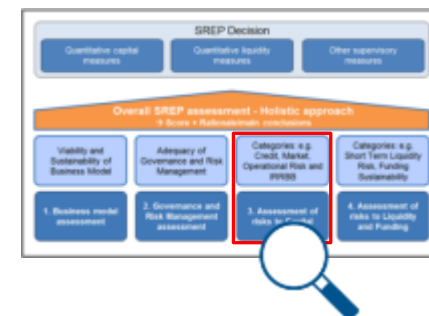 SREP Decision
Quantitative capital
measures
Quantitative liquidity
measures
Other supervisory
measures
Overall SREP assessment - Holistic approach
→ Score + Rationale/main conclusions
Viability and
Sustainability of
Business Model
Adequacy of
Governance and Risk
Management
Categories: e.g.
Credit, Market,
Operational Risk and
IRRBB
Categories: e.g.
Short Term Liquidity
Risk, Funding
Sustainability
1. Business model
assessment
2. Governance and
Risk Management
assessment
3. Assessment of
risks to Capital
4. Assessment of
risks to Liquidity
and Funding